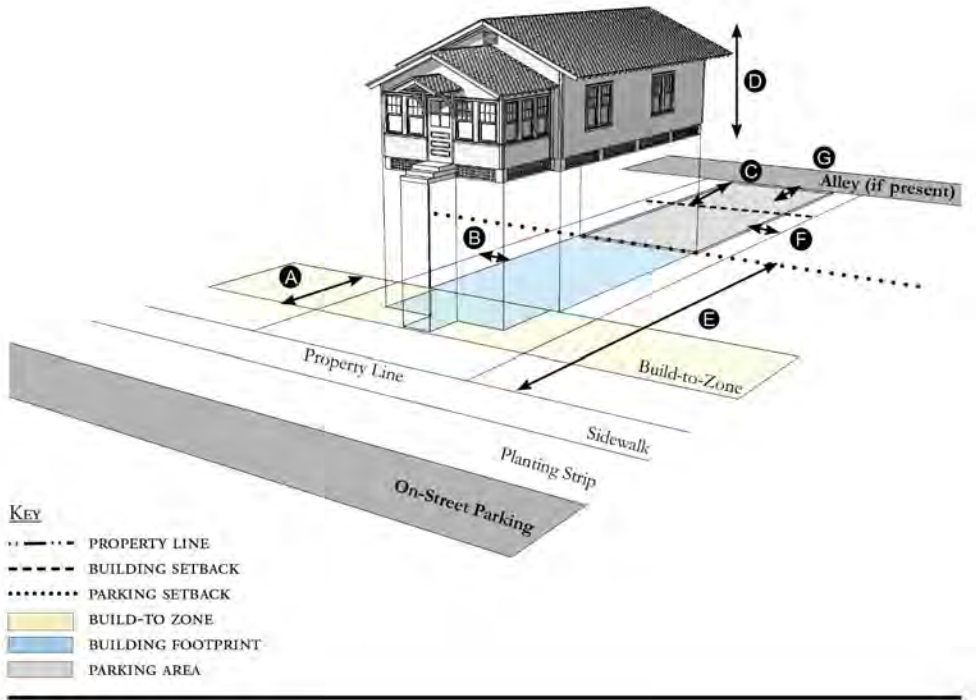 D
G
C
Alley (if present)
B
F
A
E
Property Line
Build-to-Zone
Sidewalk
Planting Strip
On-Street Parking
KEY
PROPERTY LINE
BUILDING SETBACK
PARKING SETBACK
BUILD-TO ZONE
BUILDING FOOTPRINT
PARKING AREA